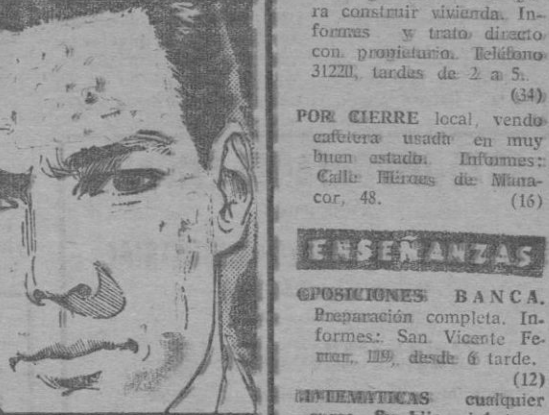 ra construir vivienda. In-
formes y trato directo
con propietario. Teléfono
31220, tardes de 2 a 5.
(34)
POR CIERRE local, vendo
cafetera usada en muy
buen estado. Informes:
Calle Héroes de Mana-
cor, 48. (16)
ENSEÑANZAS
OPOSICIONES BANCA.
Preparación completa. In-
formes: San Vicente Fe-
rrer, 119, desde 6 tarde.
(12)
MATEMATICAS cualquier